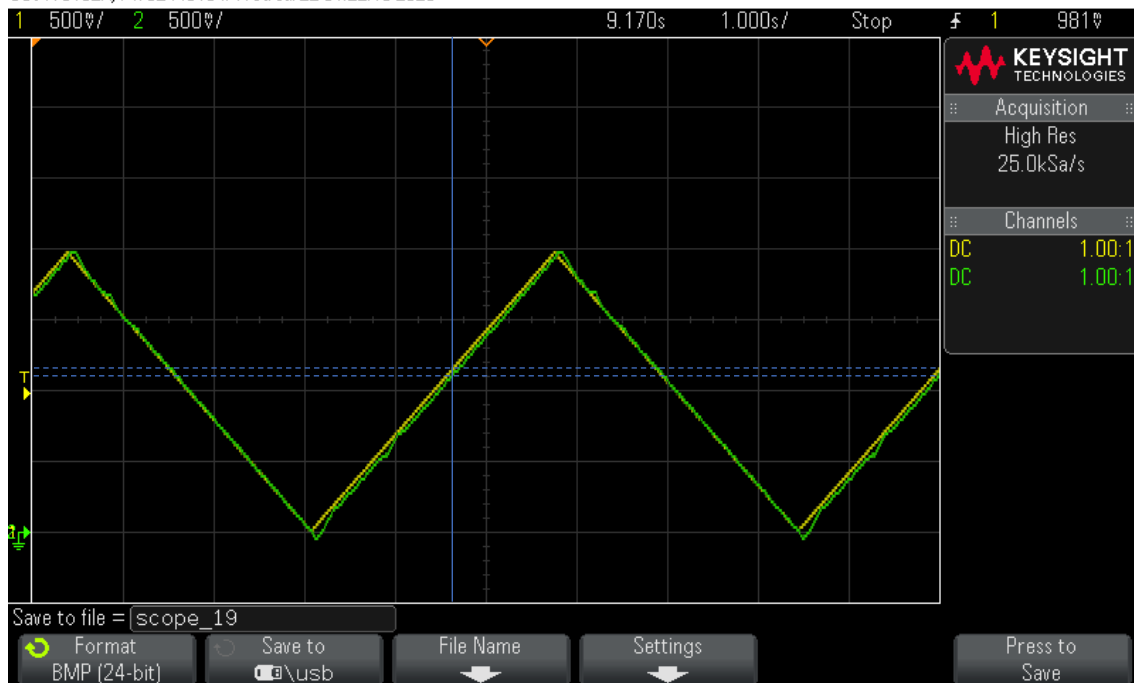 1 500mV/ 2 500mV/ 9.170s 1.000s/ Stop 1 981mV
KEYSIGHT
TECHNOLOGIES
Acquisition
High Res
25.0kSa/s
Channels
DC 1.00:1
DC 1.00:1
T
Save to file = scope_19
Format Save to File Name Settings Press to
BMP (24-bit) \usb Save